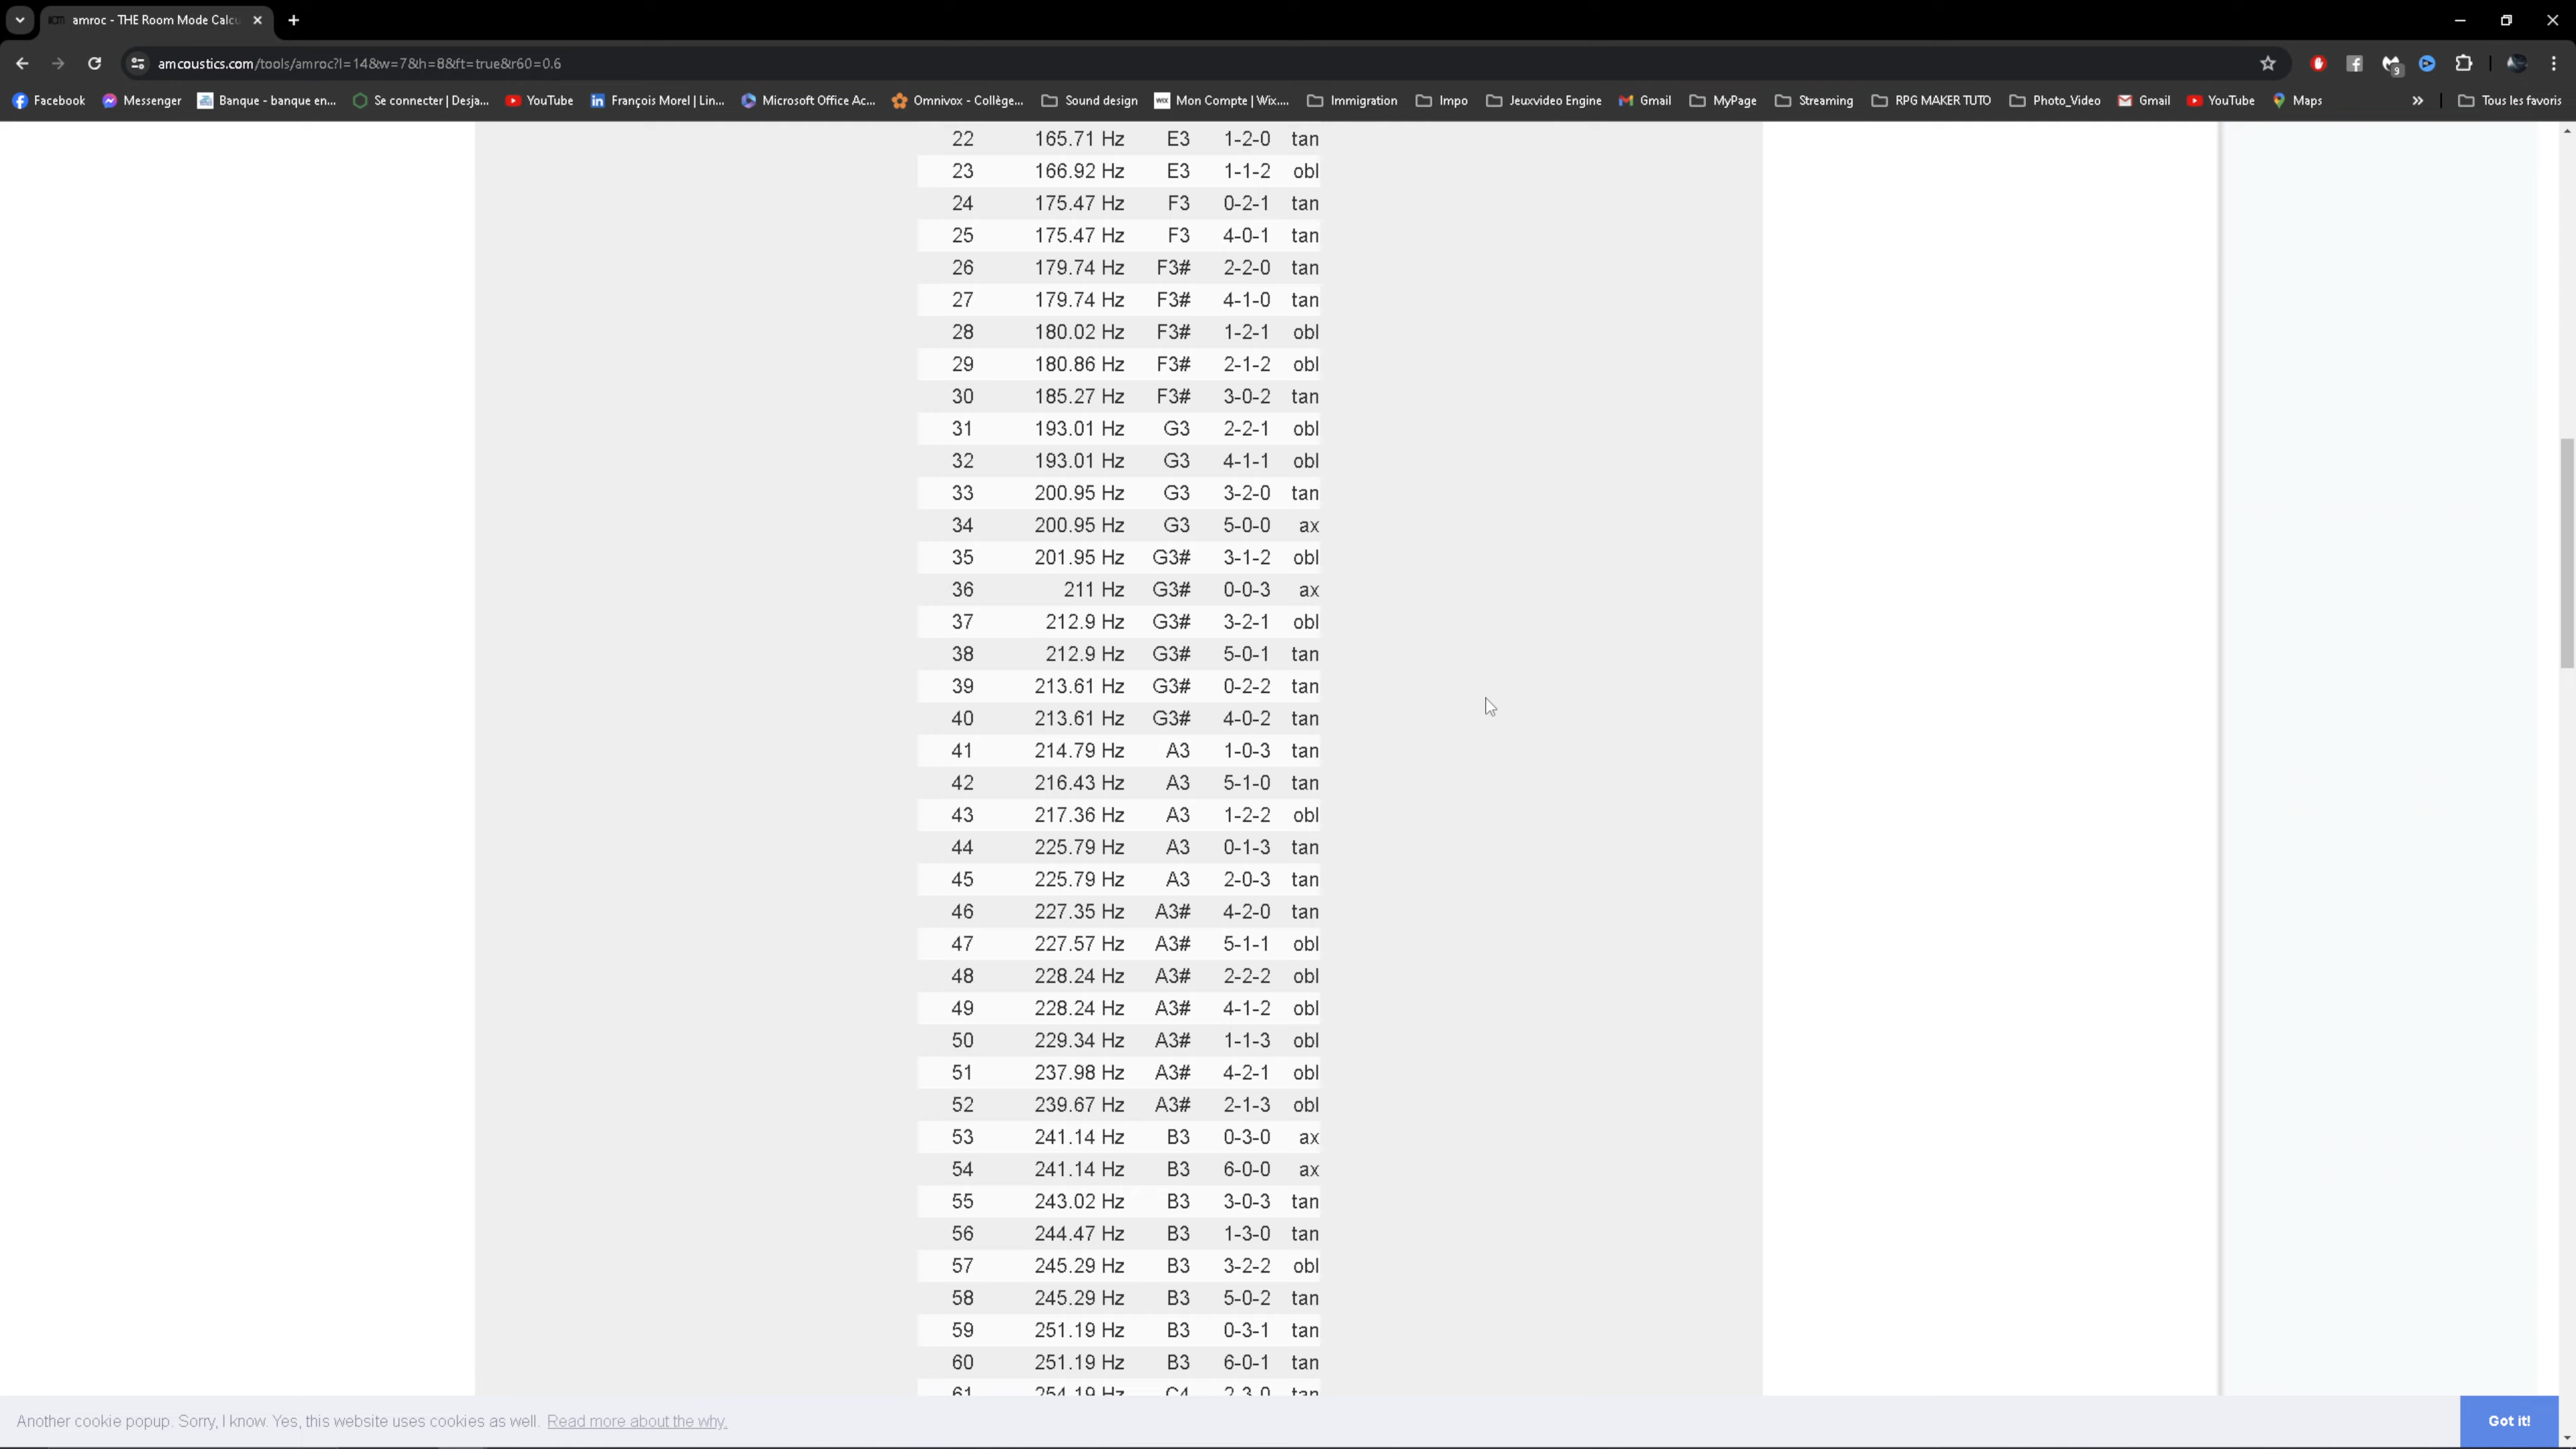 amroc - THE Room Mode Calcu
amcoustics.com/tools/amroc?l=14&w=7&h=8&ft=true&r60=0.6
Facebook Messenger Banque - banque en... Se connecter | Desja... YouTube François Morel | Lin... Microsoft Office Ac... Omnivox - Collège... Sound design WIX Mon Compte | Wix.... Immigration Impo Jeuxvideo Engine Gmail MyPage Streaming RPG MAKER TUTO Photo_Video Gmail YouTube Maps » Tous les favoris
22 165.71 Hz E3 1-2-0 tan
23 166.92 Hz E3 1-1-2 obl
24 175.47 Hz F3 0-2-1 tan
25 175.47 Hz F3 4-0-1 tan
26 179.74 Hz F3# 2-2-0 tan
27 179.74 Hz F3# 4-1-0 tan
28 180.02 Hz F3# 1-2-1 obl
29 180.86 Hz F3# 2-1-2 obl
30 185.27 Hz F3# 3-0-2 tan
31 193.01 Hz G3 2-2-1 obl
32 193.01 Hz G3 4-1-1 obl
33 200.95 Hz G3 3-2-0 tan
34 200.95 Hz G3 5-0-0 ax
35 201.95 Hz G3# 3-1-2 obl
36 211 Hz G3# 0-0-3 ax
37 212.9 Hz G3# 3-2-1 obl
38 212.9 Hz G3# 5-0-1 tan
39 213.61 Hz G3# 0-2-2 tan
40 213.61 Hz G3# 4-0-2 tan
41 214.79 Hz A3 1-0-3 tan
42 216.43 Hz A3 5-1-0 tan
43 217.36 Hz A3 1-2-2 obl
44 225.79 Hz A3 0-1-3 tan
45 225.79 Hz A3 2-0-3 tan
46 227.35 Hz A3# 4-2-0 tan
47 227.57 Hz A3# 5-1-1 obl
48 228.24 Hz A3# 2-2-2 obl
49 228.24 Hz A3# 4-1-2 obl
50 229.34 Hz A3# 1-1-3 obl
51 237.98 Hz A3# 4-2-1 obl
52 239.67 Hz A3# 2-1-3 obl
53 241.14 Hz B3 0-3-0 ax
54 241.14 Hz B3 6-0-0 ax
55 243.02 Hz B3 3-0-3 tan
56 244.47 Hz B3 1-3-0 tan
57 245.29 Hz B3 3-2-2 obl
58 245.29 Hz B3 5-0-2 tan
59 251.19 Hz B3 0-3-1 tan
60 251.19 Hz B3 6-0-1 tan
61 254.19 Hz C4 2-3-0 tan
Another cookie popup. Sorry, I know. Yes, this website uses cookies as well. Read more about the why. Got it!